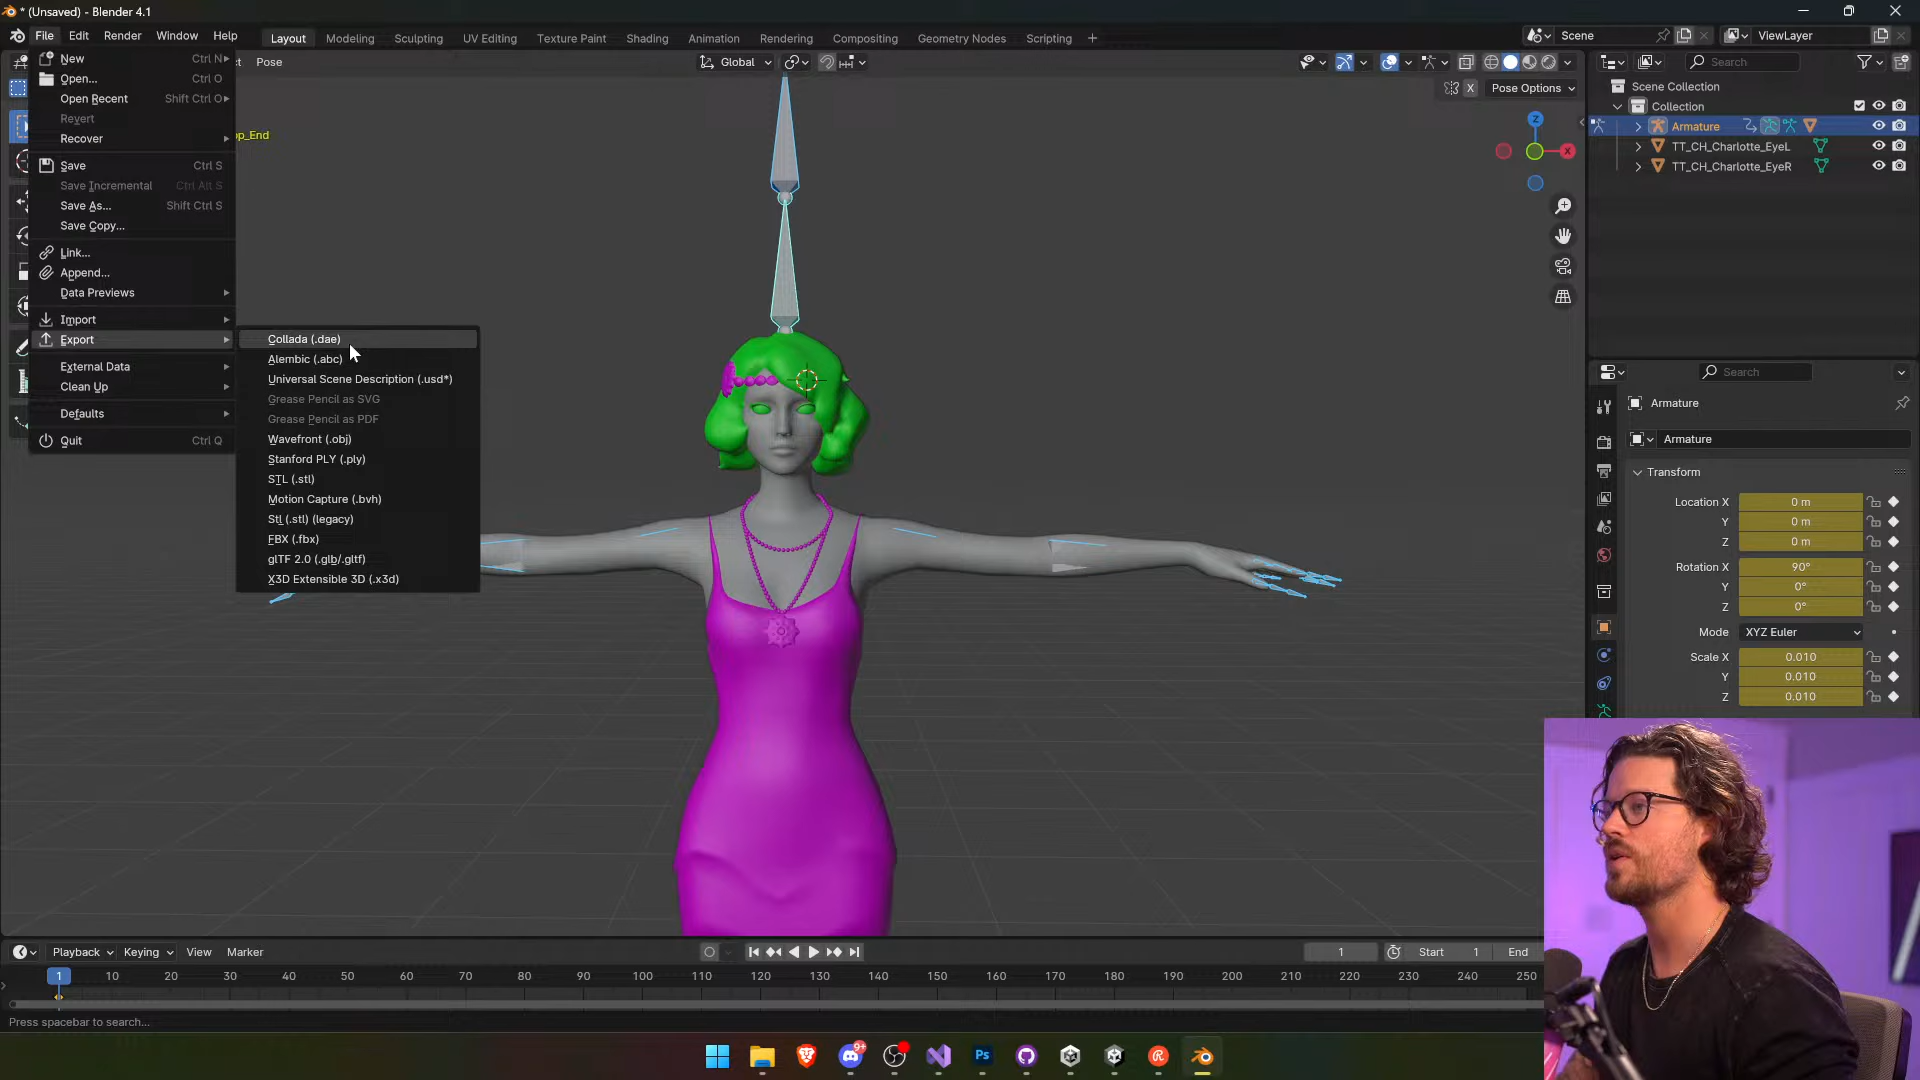 * (Unsaved) - Blender 4.1
File Edit Render Window Help
Layout Modeling Sculpting UV Editing Texture Paint Shading Animation Rendering Compositing Geometry Nodes Scripting +
Scene
ViewLayer
Pose
Global
Search
X Pose Options
New Ctrl N
Open... Ctrl O
Open Recent Shift Ctrl O
Revert
Recover
Save Ctrl S
Save Incremental Ctrl Alt S
Save As... Shift Ctrl S
Save Copy...
Link...
Append...
Data Previews
Import
Export
External Data
Clean Up
Defaults
Quit Ctrl Q
Collada (.dae)
Alembic (.abc)
Universal Scene Description (.usd*)
Grease Pencil as SVG
Grease Pencil as PDF
Wavefront (.obj)
Stanford PLY (.ply)
STL (.stl)
Motion Capture (.bvh)
Stl (.stl) (legacy)
FBX (.fbx)
glTF 2.0 (.glb/.gltf)
X3D Extensible 3D (.x3d)
op_End
Z
X
Scene Collection
Collection
Armature
TT_CH_Charlotte_EyeL
TT_CH_Charlotte_EyeR
Search
Armature
Armature
Transform
Location X 0 m
Y 0 m
Z 0 m
Rotation X 90°
Y 0°
Z 0°
Mode XYZ Euler
Scale X 0.010
Y 0.010
Z 0.010
Playback Keying View Marker
1 Start 1 End
1 10 20 30 40 50 60 70 80 90 100 110 120 130 140 150 160 170 180 190 200 210 220 230 240 250
Press spacebar to search...
9+
Ps